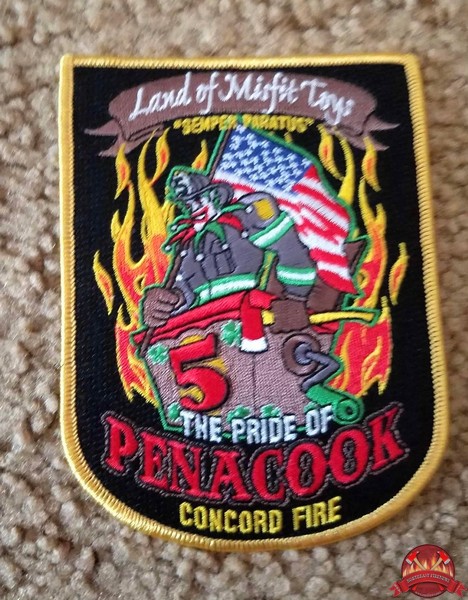 Land of Misfit Toys
"SEMPER PARATUS"
5
THE PRIDE OF
PENACOOK
CONCORD FIRE